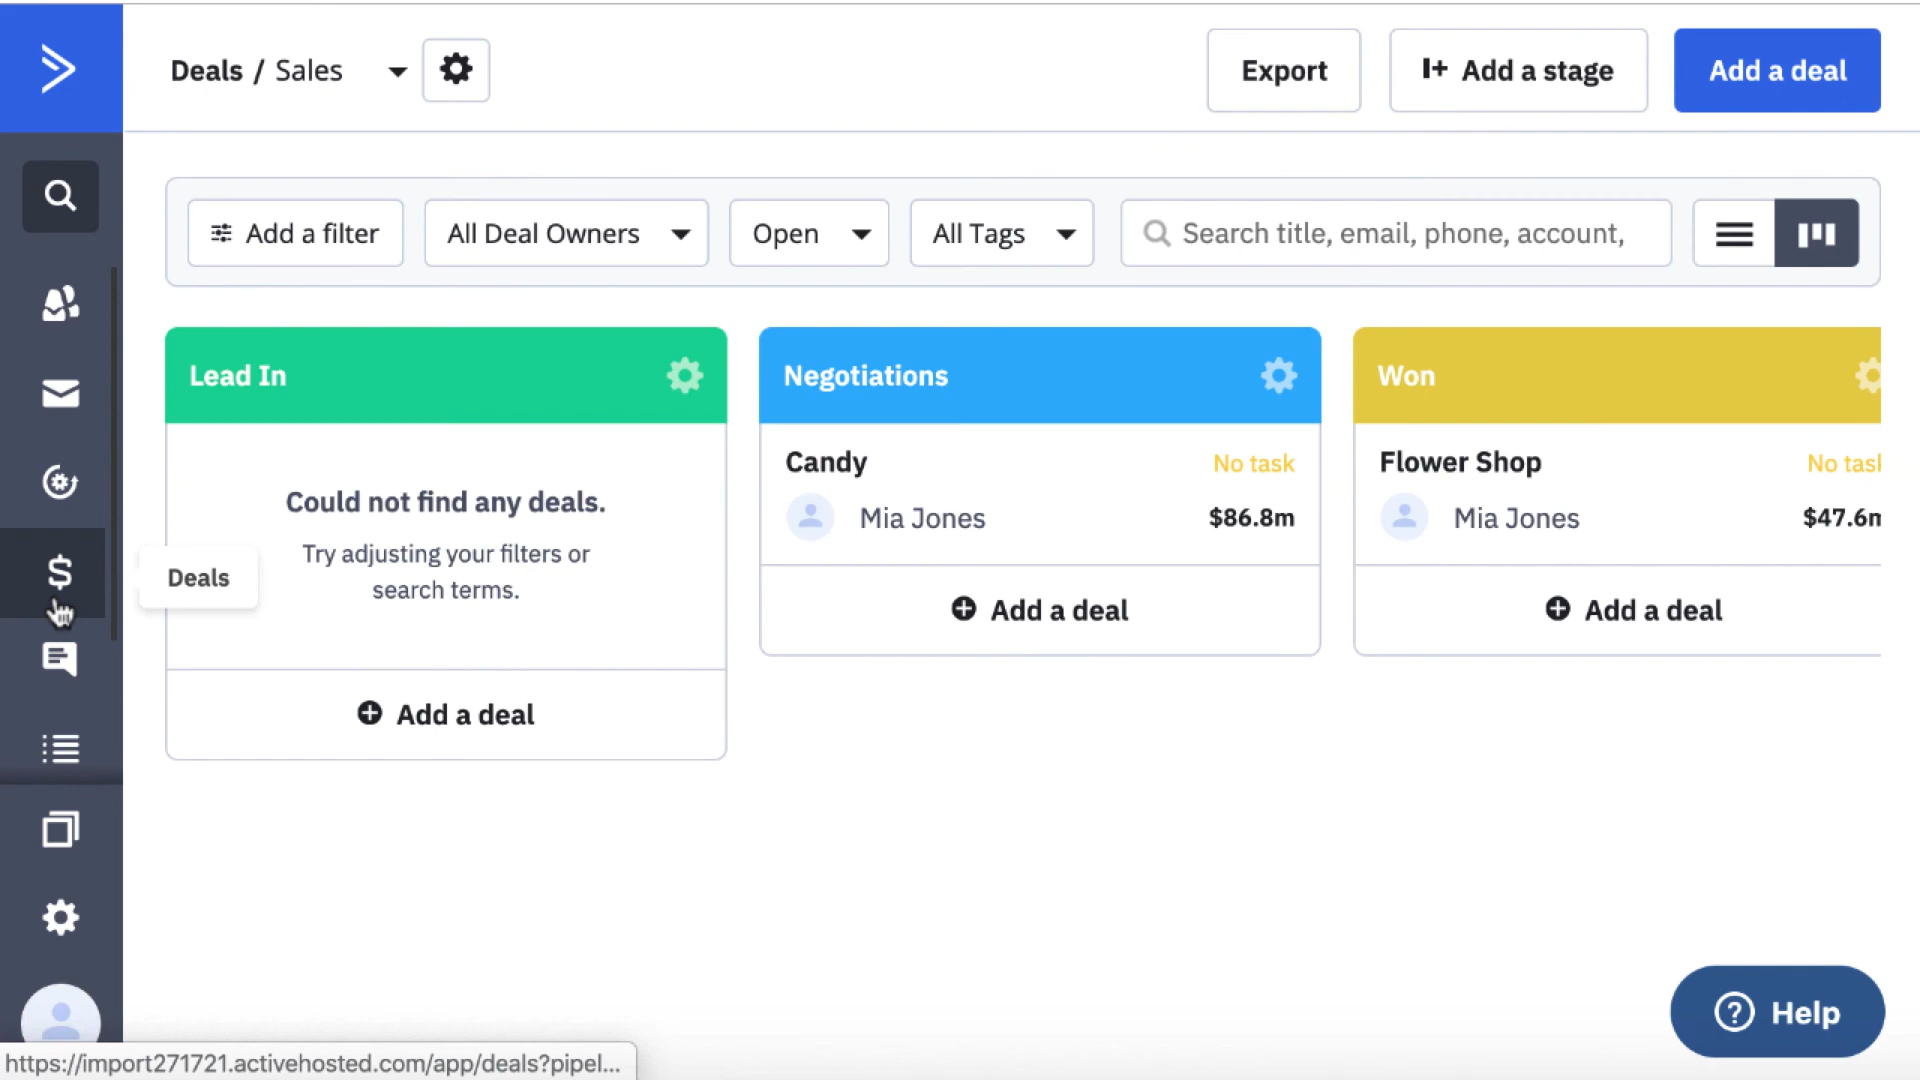 Deals / Sales
Export
Add a stage
Add a deal
Add a filter
All Deal Owners
Open
All Tags
Search title, email, phone, account,
Lead In
Negotiations
Won
Could not find any deals.
Try adjusting your filters or
search terms.
Add a deal
Candy
No task
Mia Jones
$86.8m
Add a deal
Flower Shop
No task
Mia Jones
$47.6m
Add a deal
Deals
Help
https://import271721.activehosted.com/app/deals?pipel...